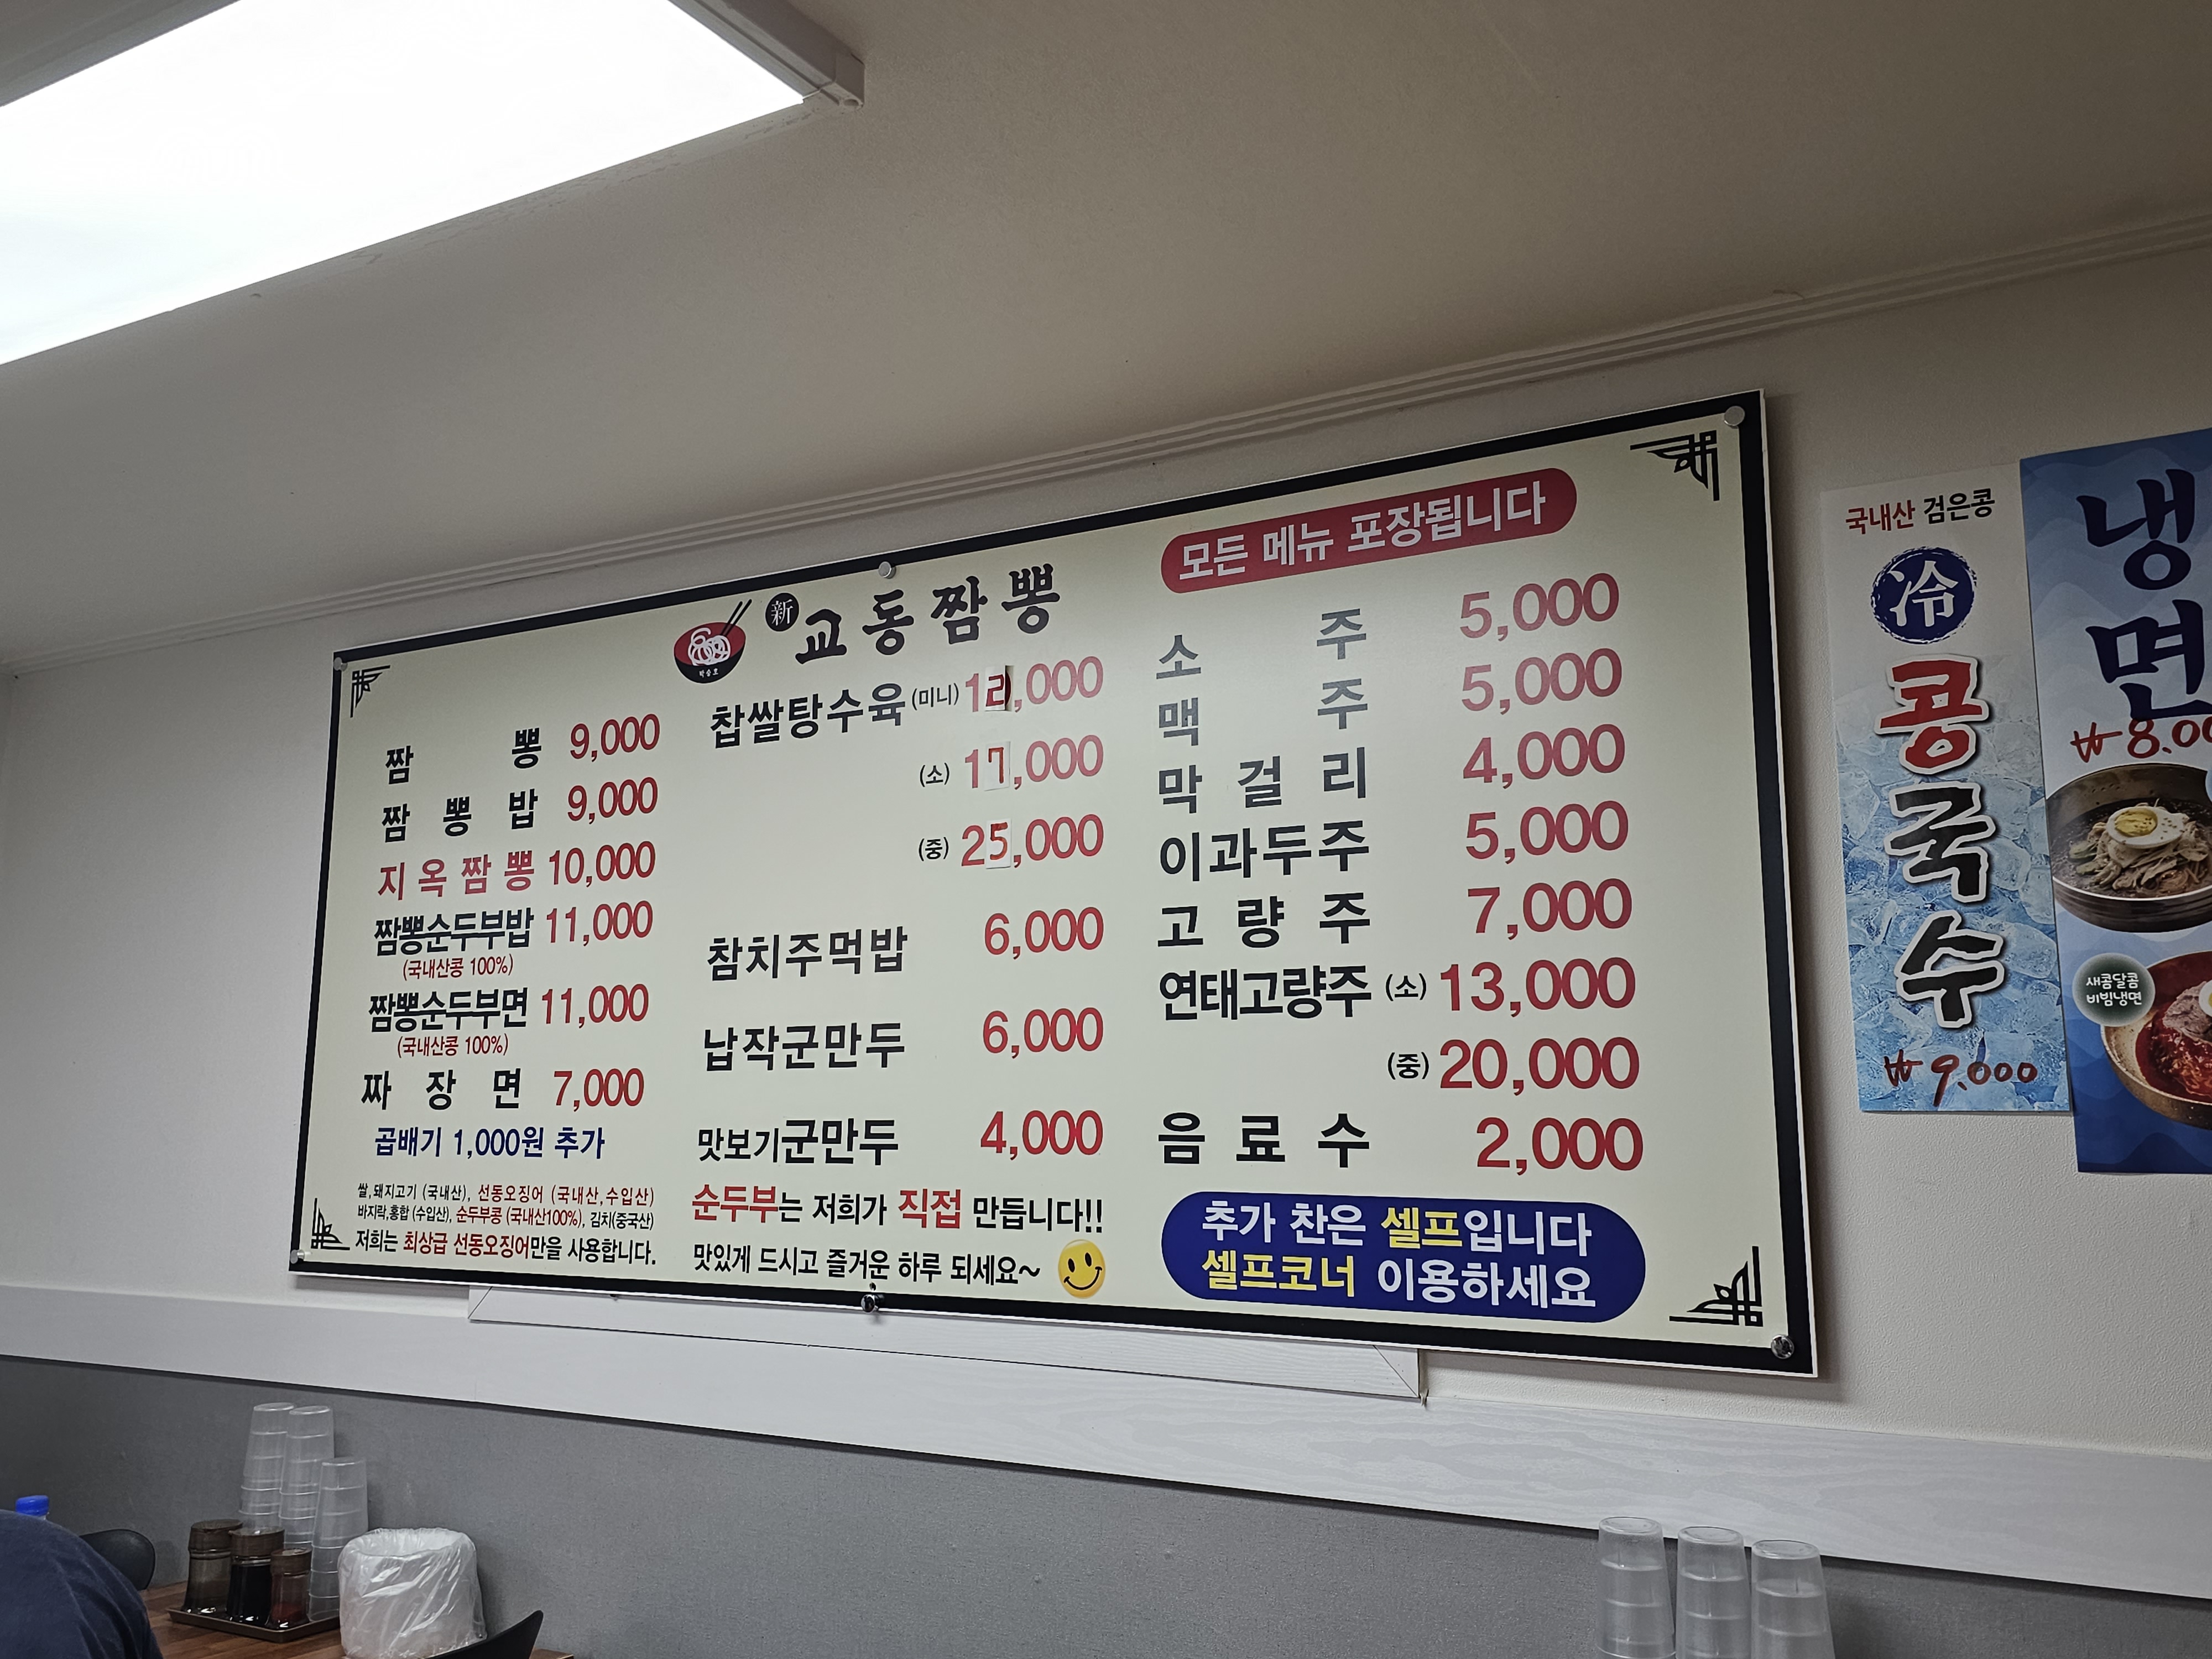 新 교동짬뽕
박승호
짬뽕 9,000
짬뽕밥 9,000
지옥짬뽕 10,000
짬뽕순두부밥 11,000
(국내산콩 100%)
짬뽕순두부면 11,000
(국내산콩 100%)
짜장면 7,000
곱배기 1,000원 추가
쌀,돼지고기 (국내산), 선동오징어 (국내산,수입산)
바지락,홍합 (수입산), 순두부콩 (국내산100%), 김치(중국산)
저희는 최상급 선동오징어만을 사용합니다.
찹쌀탕수육 (미니) 12,000
(소) 17,000
(중) 25,000
참치주먹밥 6,000
납작군만두 6,000
맛보기군만두 4,000
순두부는 저희가 직접 만듭니다!!
맛있게 드시고 즐거운 하루 되세요~
모든 메뉴 포장됩니다
소주 5,000
맥주 5,000
막걸리 4,000
이과두주 5,000
고량주 7,000
연태고량주 (소) 13,000
(중) 20,000
음료수 2,000
추가 찬은 셀프입니다
셀프코너 이용하세요
국내산 검은콩
冷
콩국수
₩9,000
냉면
새콤달콤
비빔냉면